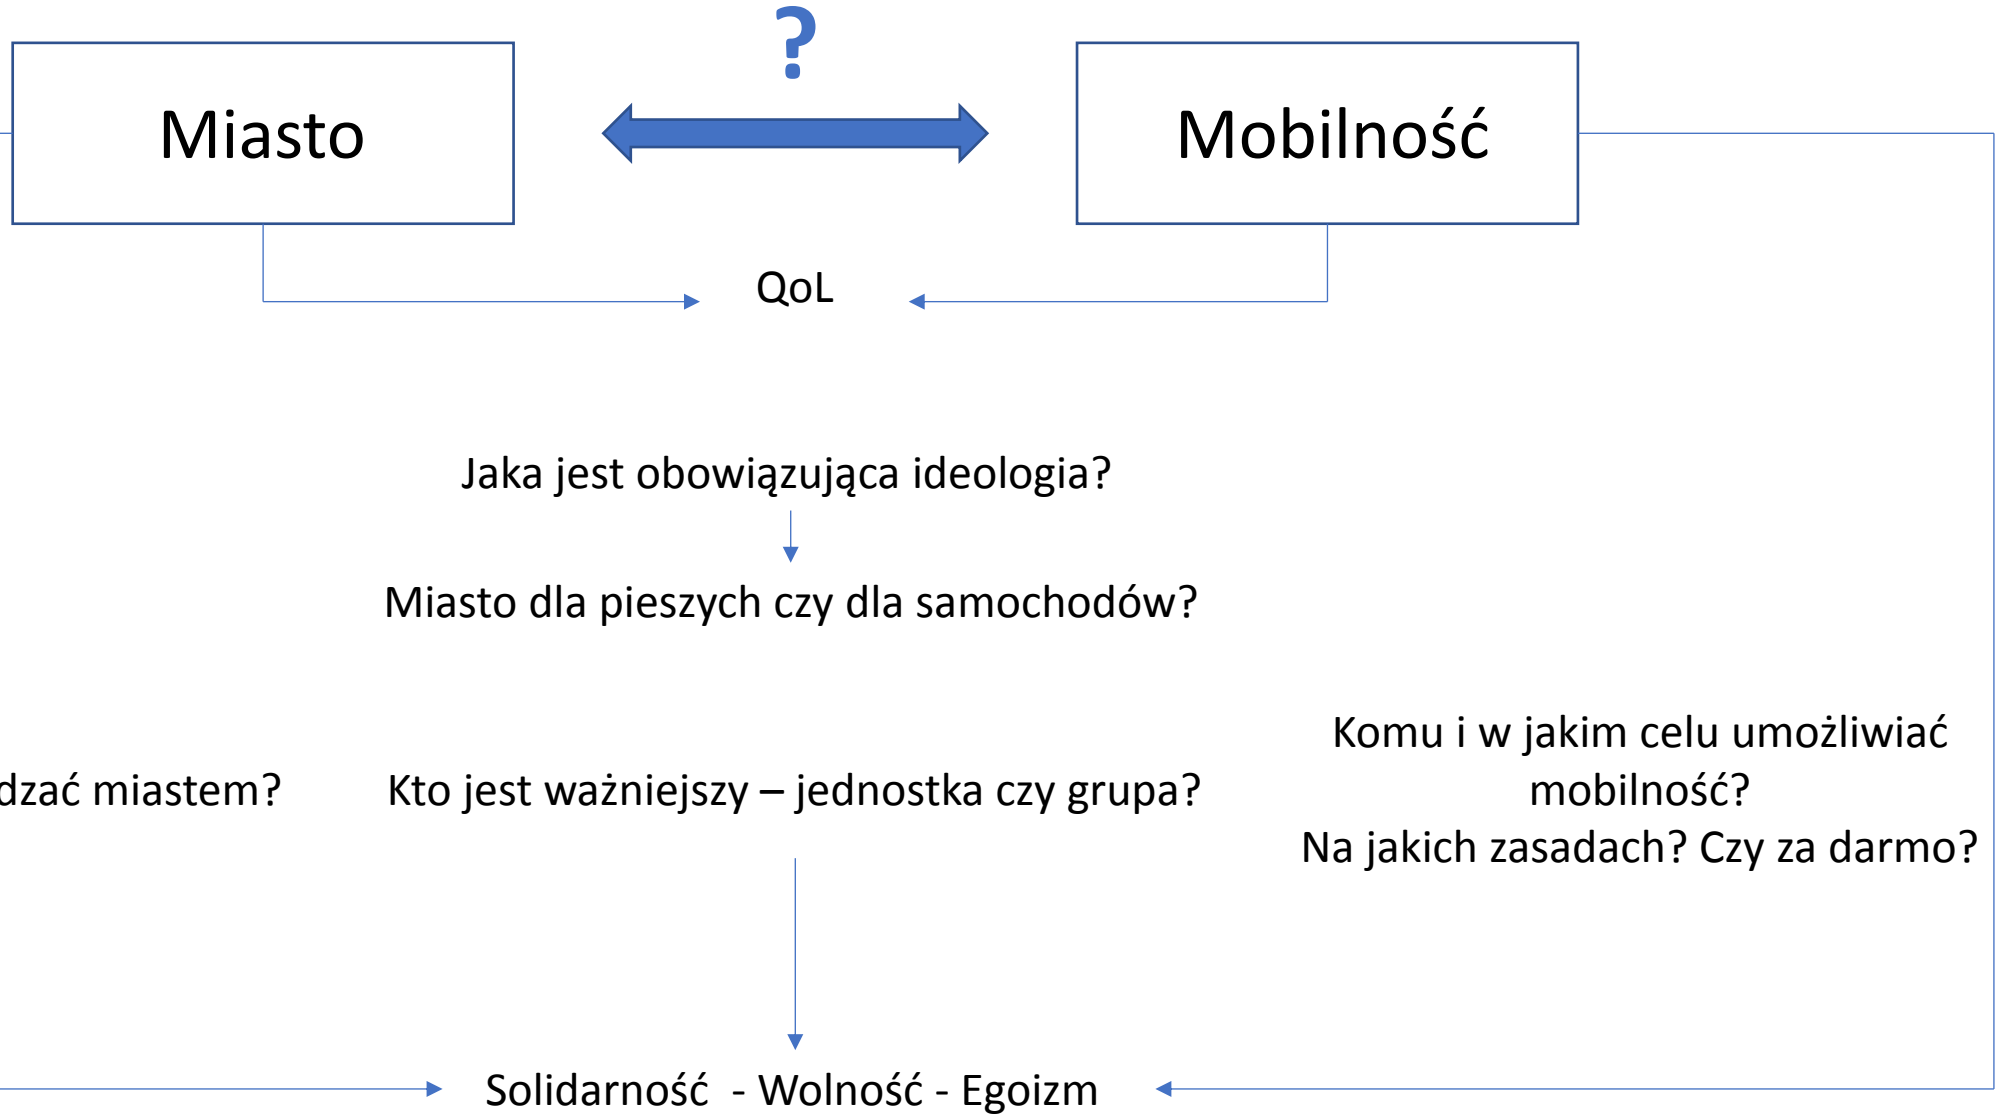 ?
Miasto
Mobilność
QoL
Jaka jest obowiązująca ideologia?
Miasto dla pieszych czy dla samochodów?
Komu i w jakim celu umożliwiać
miastem?
Kto jest ważniejszy – jednostka czy grupa?
mobilność?
Na jakich zasadach? Czy za darmo?
Solidarność - Wolność - Egoizm